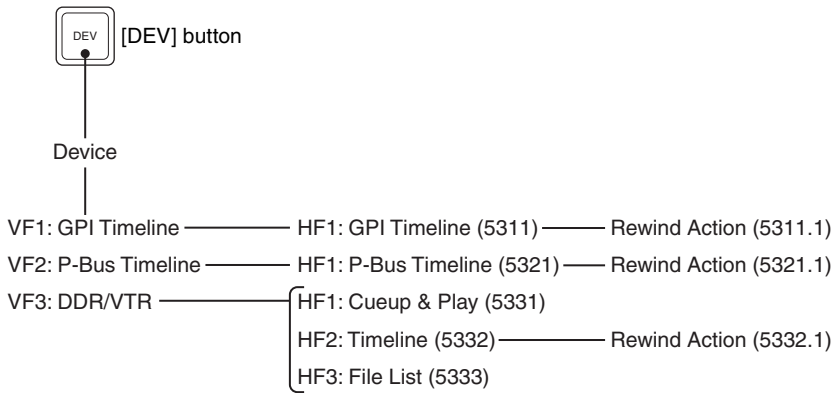 DEV [DEV] button
Device
VF1: GPI Timeline HF1: GPI Timeline (5311) Rewind Action (5311.1)
VF2: P-Bus Timeline HF1: P-Bus Timeline (5321) Rewind Action (5321.1)
VF3: DDR/VTR HF1: Cueup & Play (5331)
HF2: Timeline (5332) Rewind Action (5332.1)
HF3: File List (5333)